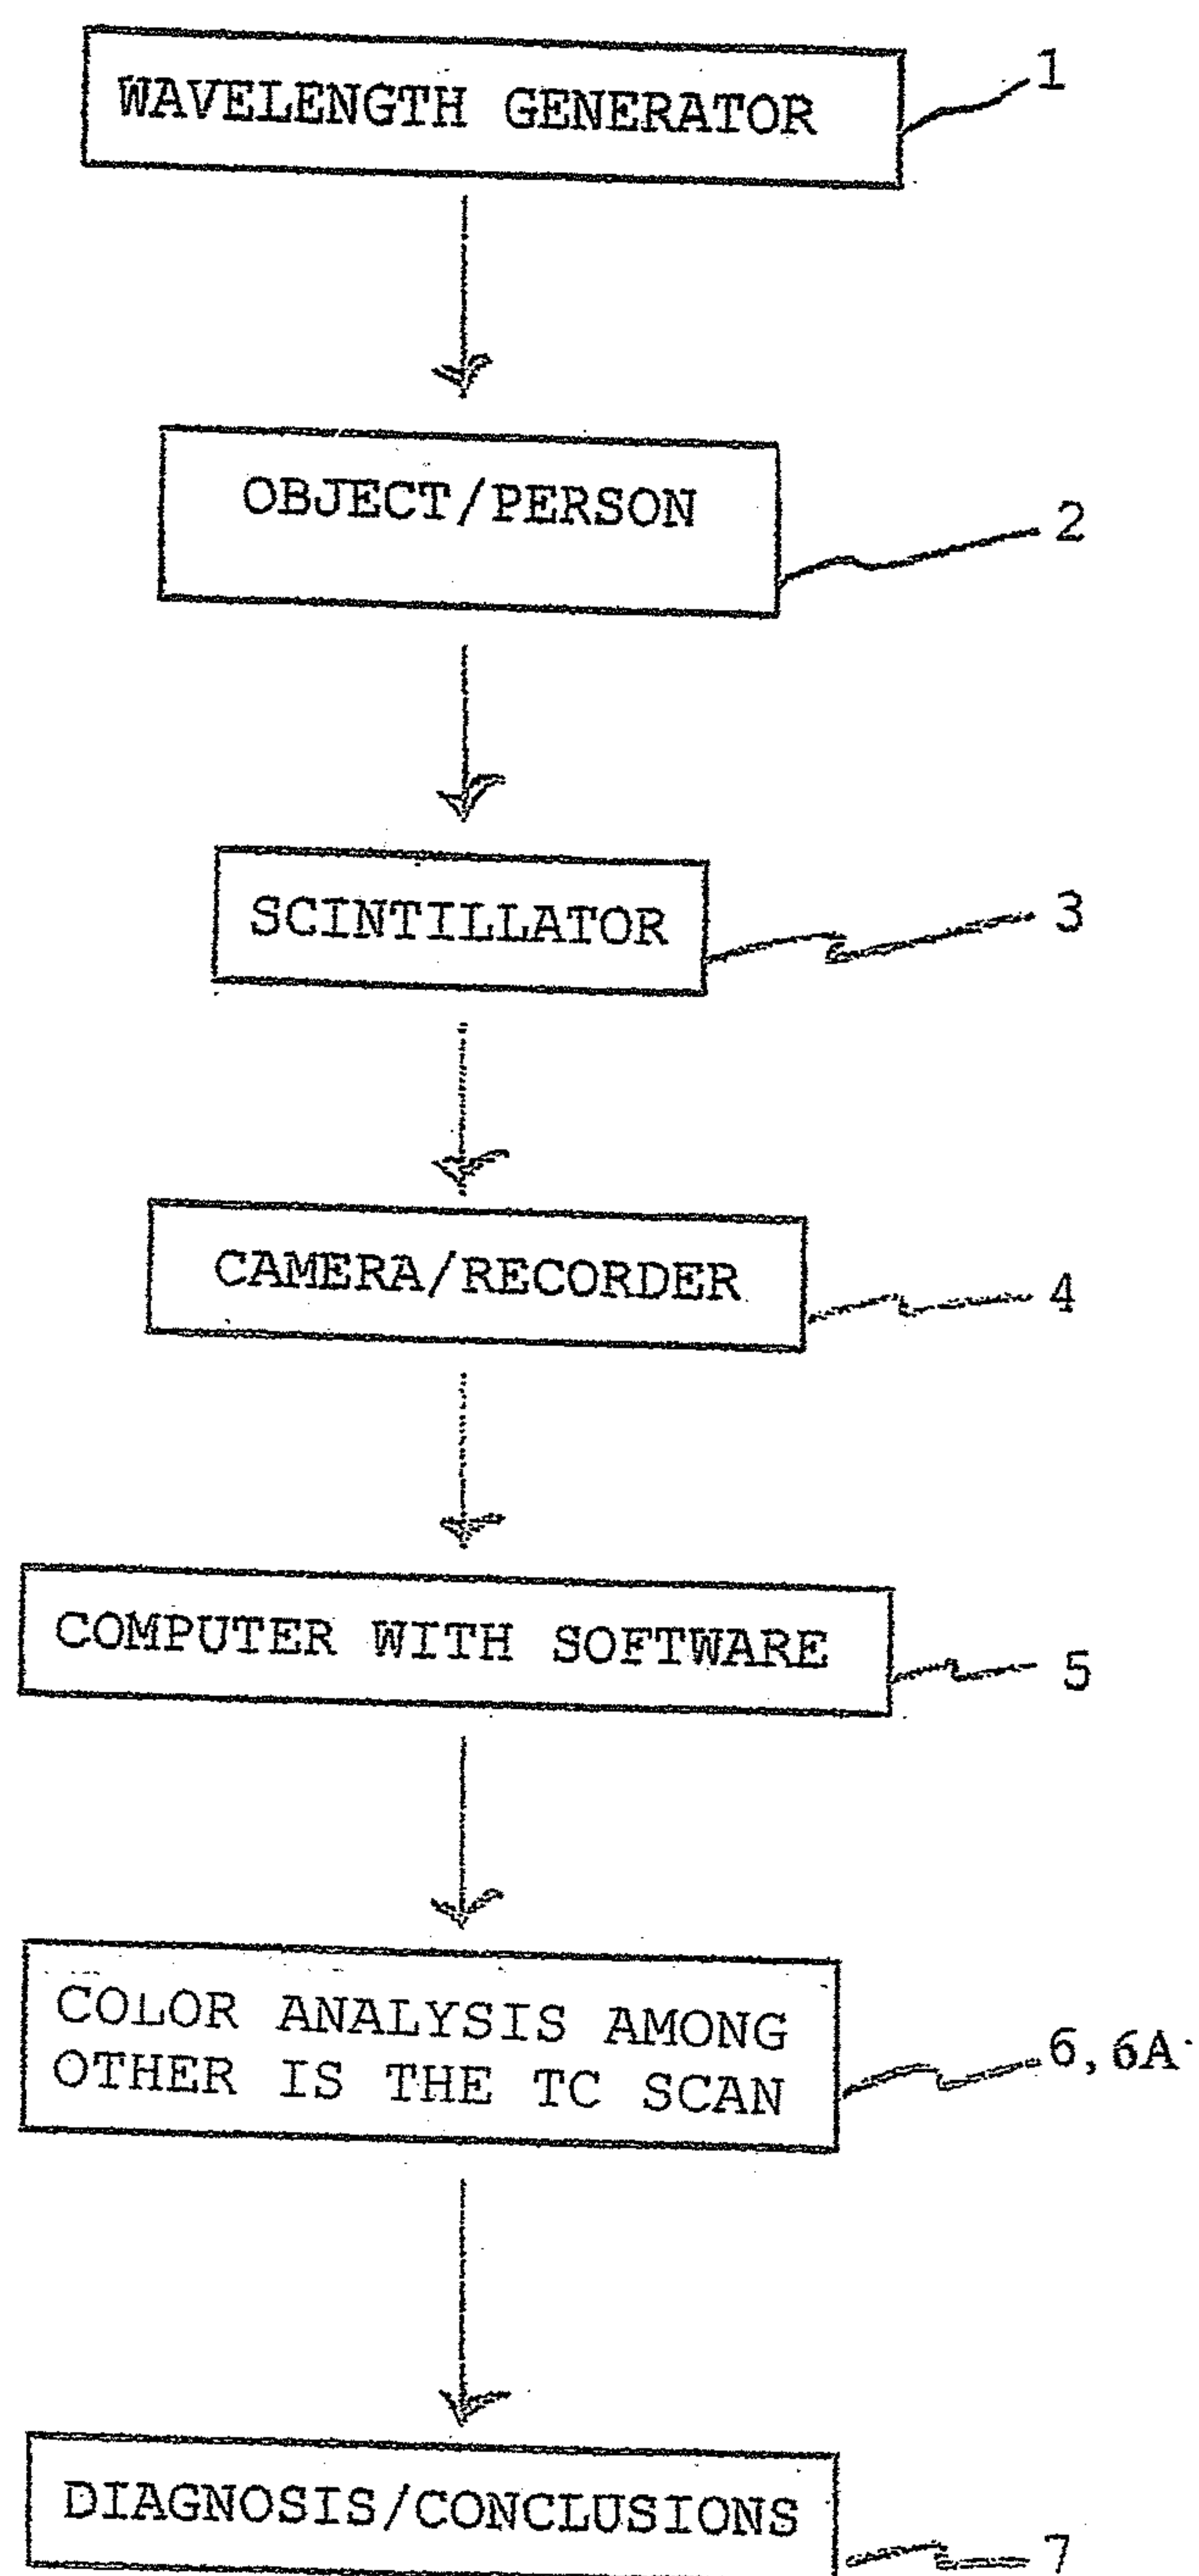 WAVELENGTH GENERATOR
1
OBJECT/PERSON
2
SCINTILLATOR
3
CAMERA/RECORDER
4
COMPUTER WITH SOFTWARE
5
COLOR ANALYSIS AMONG
OTHER IS THE TC SCAN
6,6A
DIAGNOSIS/CONCLUSIONS
7